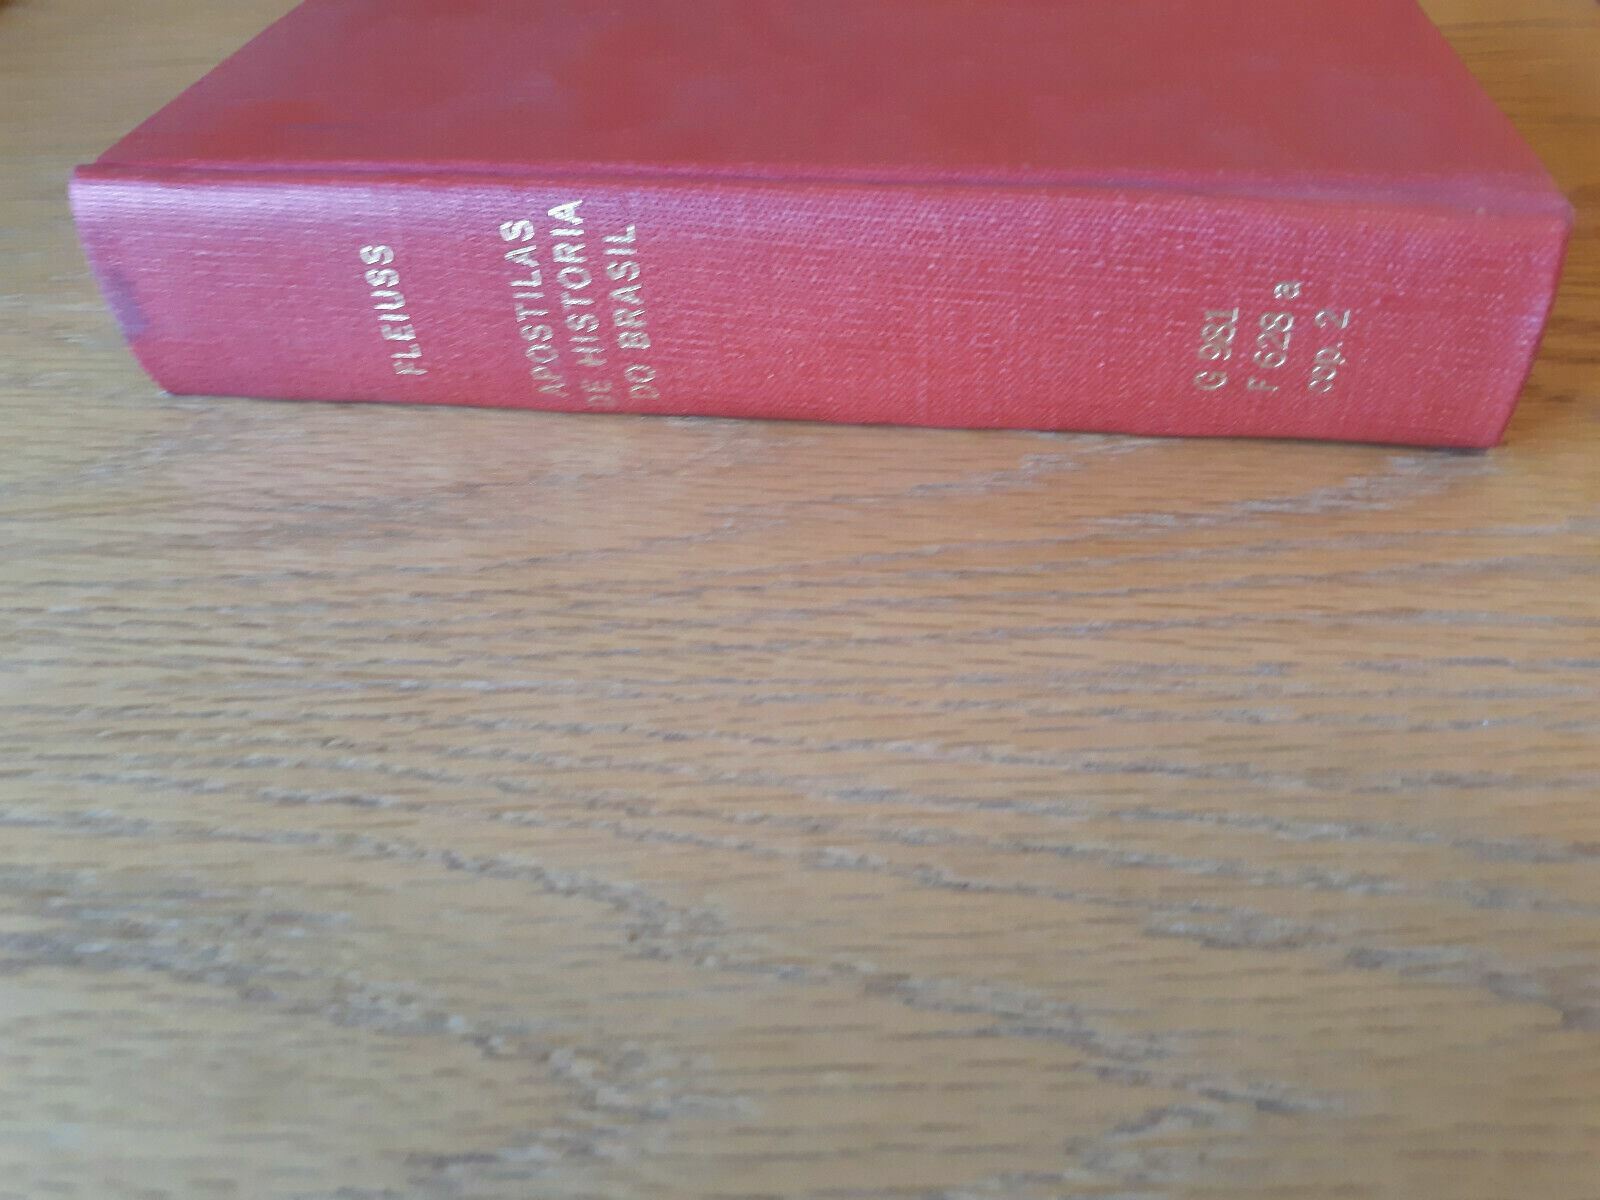 FLEIUSS
APOSTILAS
DE HISTORIA
DO BRASIL
G 981
F 628 a
cop. 2